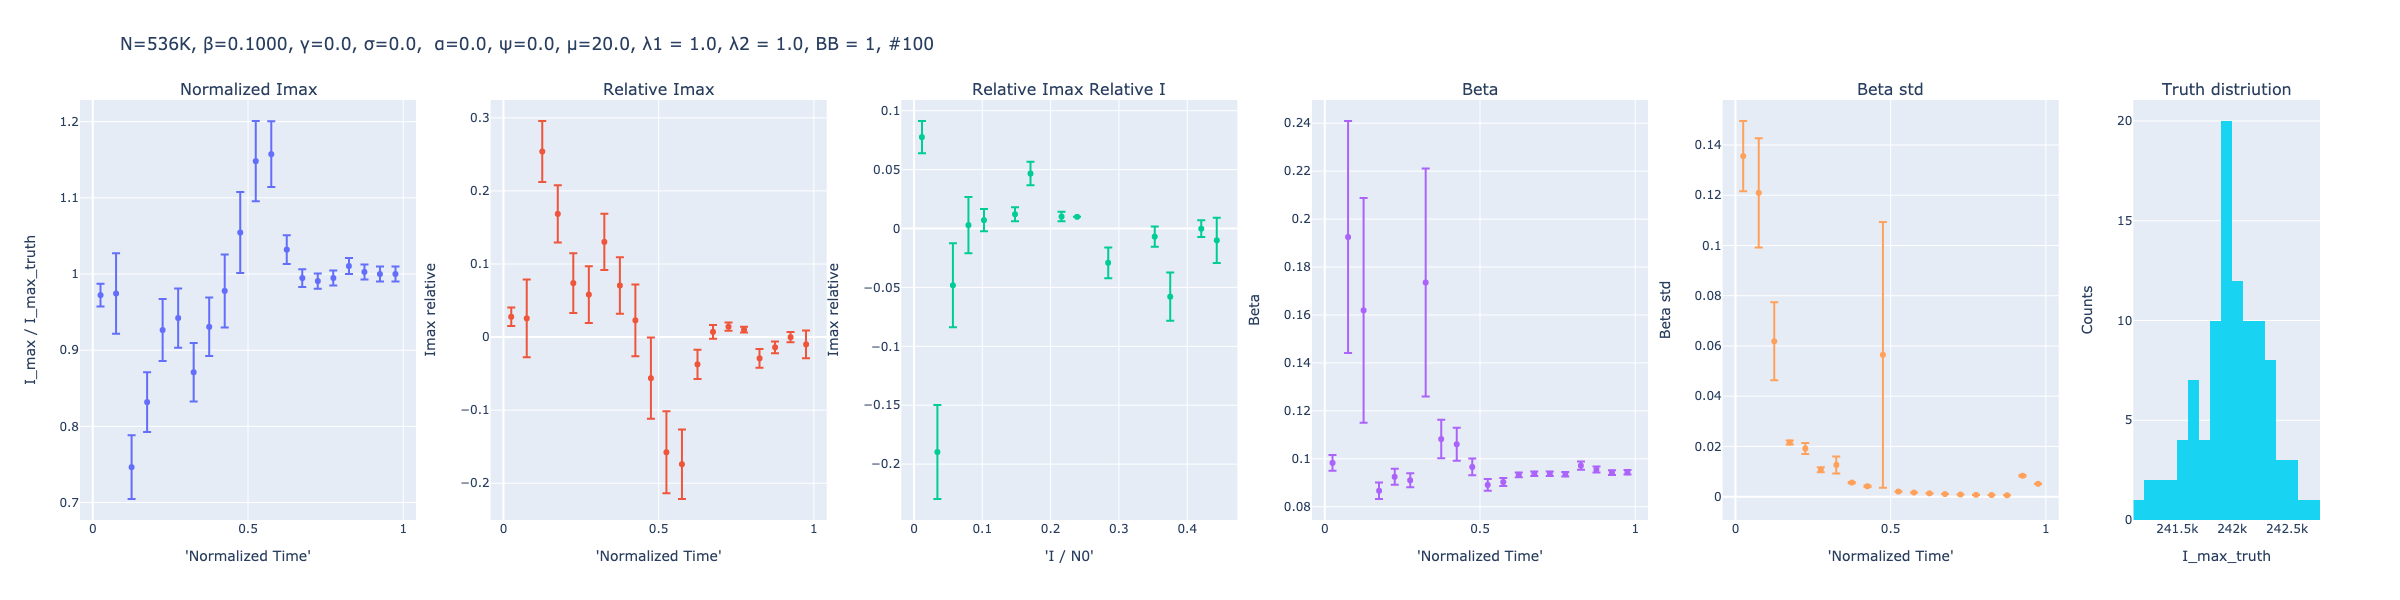 N=536K, β=0.1000, γ=0.0, σ=0.0,  α=0.0, ψ=0.0, μ=20.0, λ1 = 1.0, λ2 = 1.0, BB = 1, #100
Normalized Imax
I_max / I_max_truth
1.2
1.1
1
0.9
0.8
0.7
0
0.5
1
'Normalized Time'
Relative Imax
Imax relative
0.3
0.2
0.1
0
−0.1
−0.2
0
0.5
1
'Normalized Time'
Relative Imax Relative I
Imax relative
0.1
0.05
0
−0.05
−0.1
−0.15
−0.2
0
0.1
0.2
0.3
0.4
'I / N0'
Beta
Beta
0.24
0.22
0.2
0.18
0.16
0.14
0.12
0.1
0.08
0
0.5
1
'Normalized Time'
Beta std
Beta std
0.14
0.12
0.1
0.08
0.06
0.04
0.02
0
0
0.5
1
'Normalized Time'
Truth distriution
Counts
20
15
10
5
0
241.5k
242k
242.5k
I_max_truth